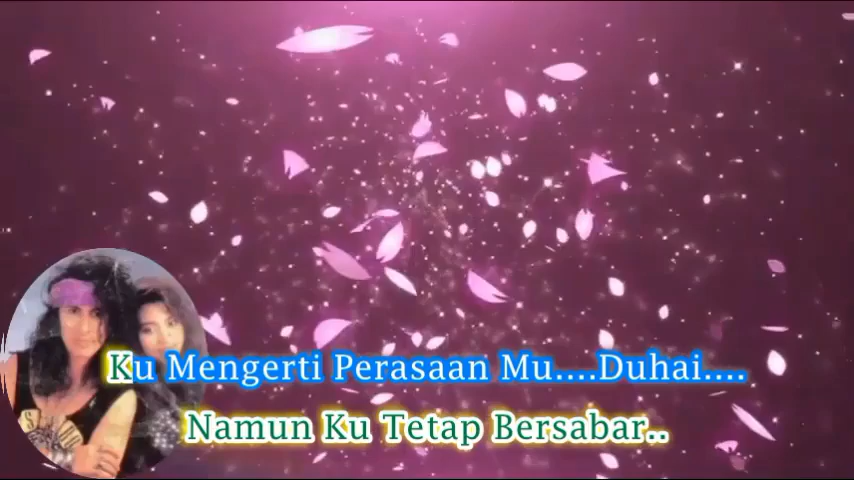 Ku Mengerti Perasaan Mu....Duhai....
Namun Ku Tetap Bersabar..